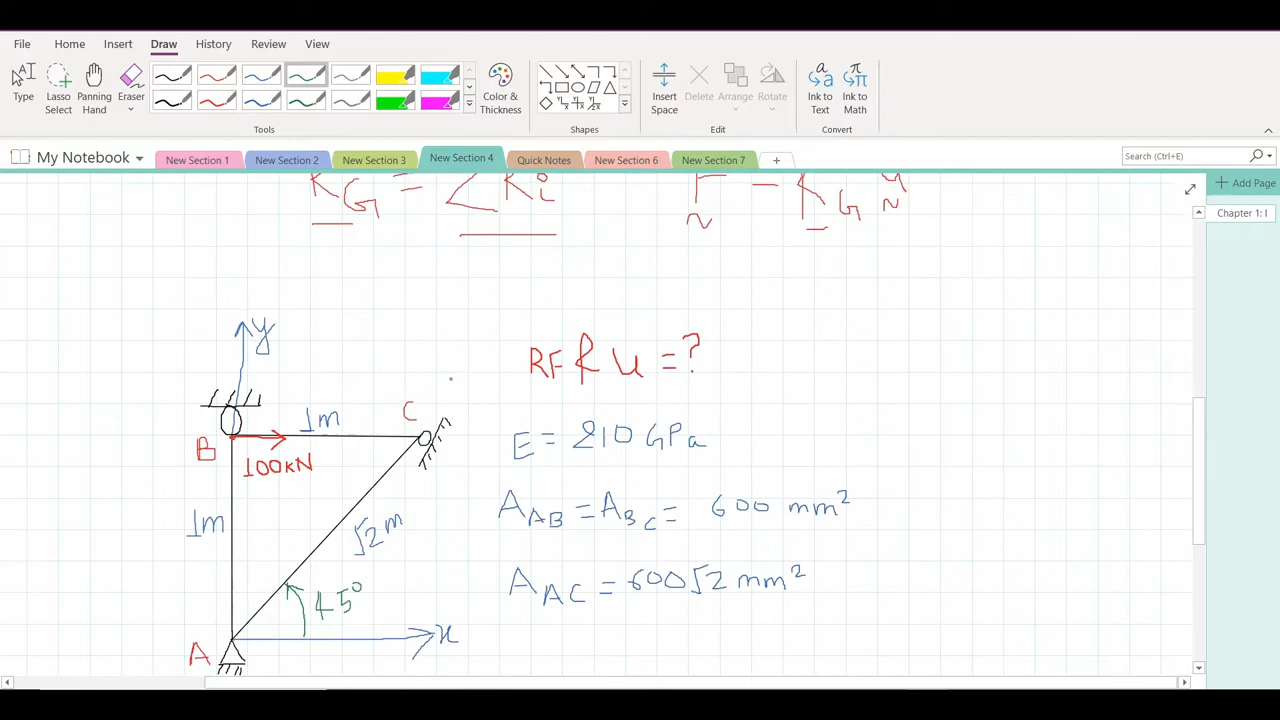 File Home Insert Draw History Review View
Type Lasso Select Panning Hand Eraser Color & Thickness Insert Space Delete Arrange Rotate Ink to Text Ink to Math
Tools Shapes Edit Convert
My Notebook New Section 1 New Section 2 New Section 3 New Section 4 Quick Notes New Section 6 New Section 7 Search (Ctrl+E)
Add Page
Chapter 1: I
K_G = Σ K_i F = K_G u
y
RF & u = ?
C
1m
B
100kN
E = 210 GPa
1m
√2 m
A_AB = A_BC = 600 mm²
A_AC = 600√2 mm²
45°
x
A